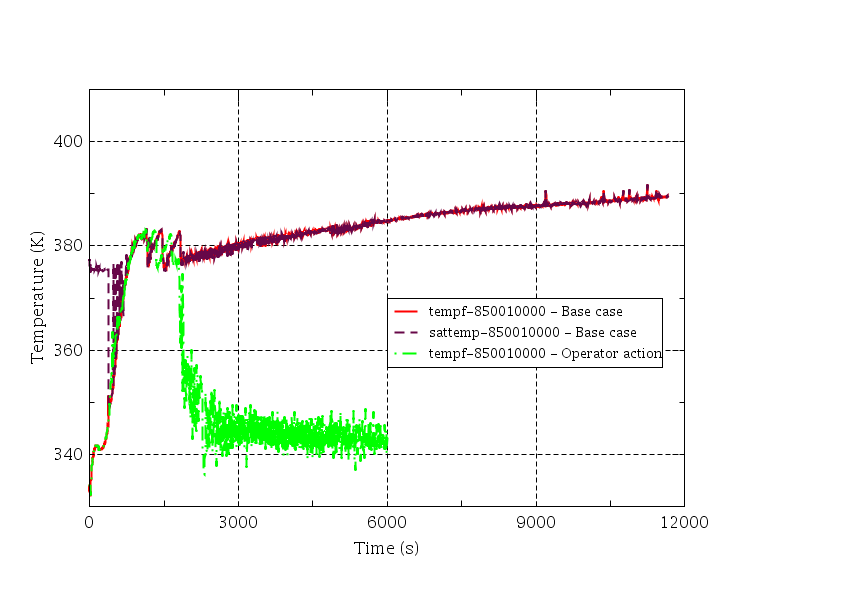 400
380
360
340
Temperature (K)
tempf-850010000 - Base case
sattemp-850010000 - Base case
tempf-850010000 - Operator action
0 3000 6000 9000 12000
Time (s)